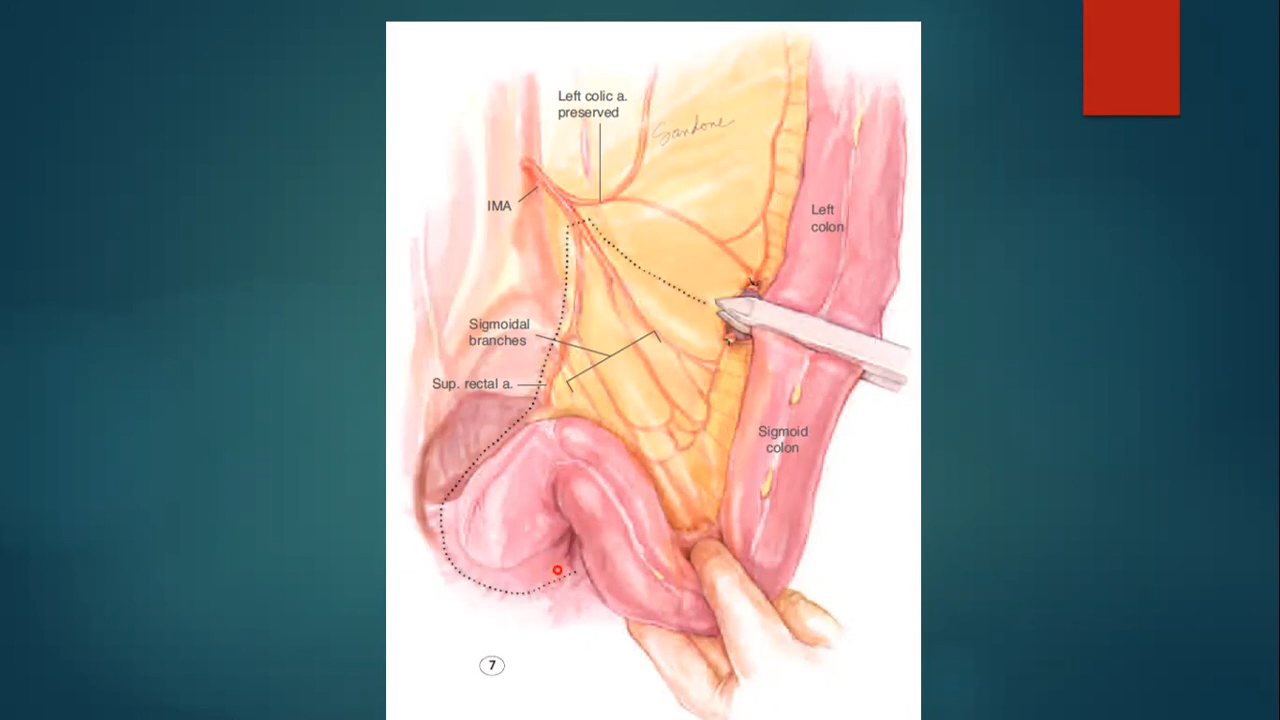 Left colic a.
preserved
Sandone
IMA
Left
colon
Sigmoidal
branches
Sup. rectal a.
Sigmoid
colon
7